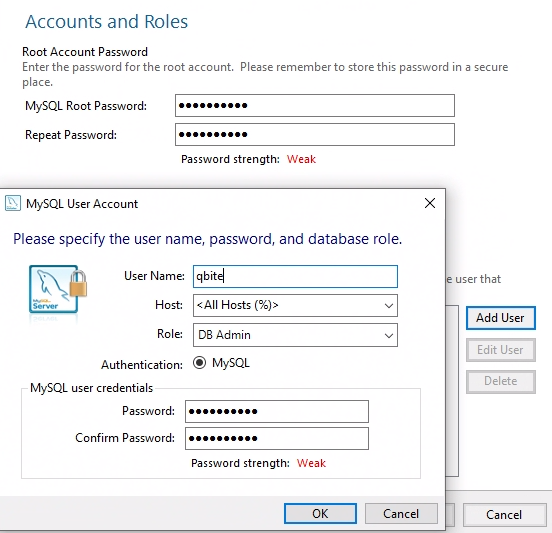 Accounts and Roles
Root Account Password
Enter the password for the root account. Please remember to store this password in a secure
place.
MySQL Root Password: ●●●●●●●●●●
Repeat Password: ●●●●●●●●●●
Password strength: Weak
MySQL User Account
Please specify the user name, password, and database role.
MySQL
Server
User Name: qbite
Host: <All Hosts (%)>
Role: DB Admin
Authentication: MySQL
MySQL user credentials
Password: ●●●●●●●●●●
Confirm Password: ●●●●●●●●●●
Password strength: Weak
OK Cancel
user that
Add User
Edit User
Delete
Cancel